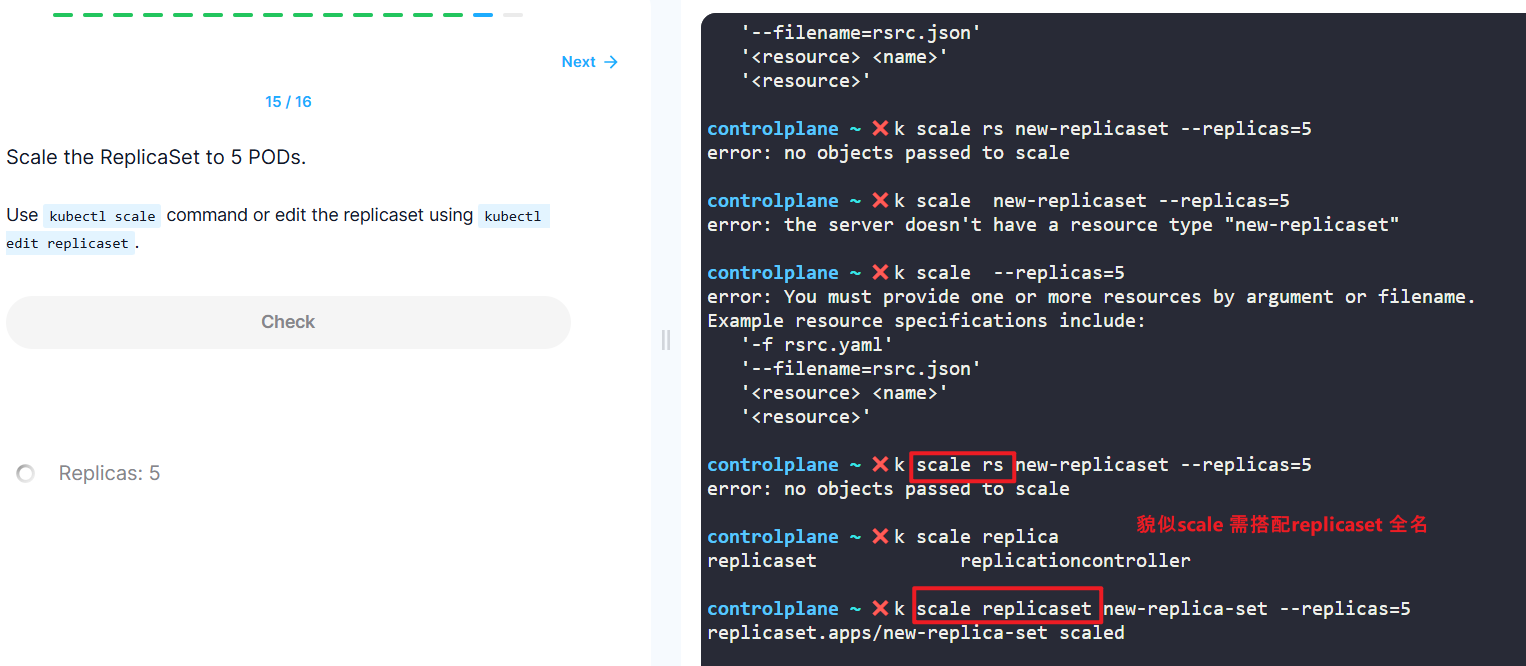 Next →
15 / 16
Scale the ReplicaSet to 5 PODs.
Use kubectl scale command or edit the replicaset using kubectl
edit replicaset.
Check
Replicas: 5
'--filename=rsrc.json'
'<resource> <name>'
'<resource>'
controlplane ~ ❌ k scale rs new-replicaset --replicas=5
error: no objects passed to scale
controlplane ~ ❌ k scale  new-replicaset --replicas=5
error: the server doesn't have a resource type "new-replicaset"
controlplane ~ ❌ k scale  --replicas=5
error: You must provide one or more resources by argument or filename.
Example resource specifications include:
'-f rsrc.yaml'
'--filename=rsrc.json'
'<resource> <name>'
'<resource>'
controlplane ~ ❌ k scale rs new-replicaset --replicas=5
error: no objects passed to scale
貌似scale 需搭配replicaset 全名
controlplane ~ ❌ k scale replica
replicaset             replicationcontroller
controlplane ~ ❌ k scale replicaset new-replica-set --replicas=5
replicaset.apps/new-replica-set scaled